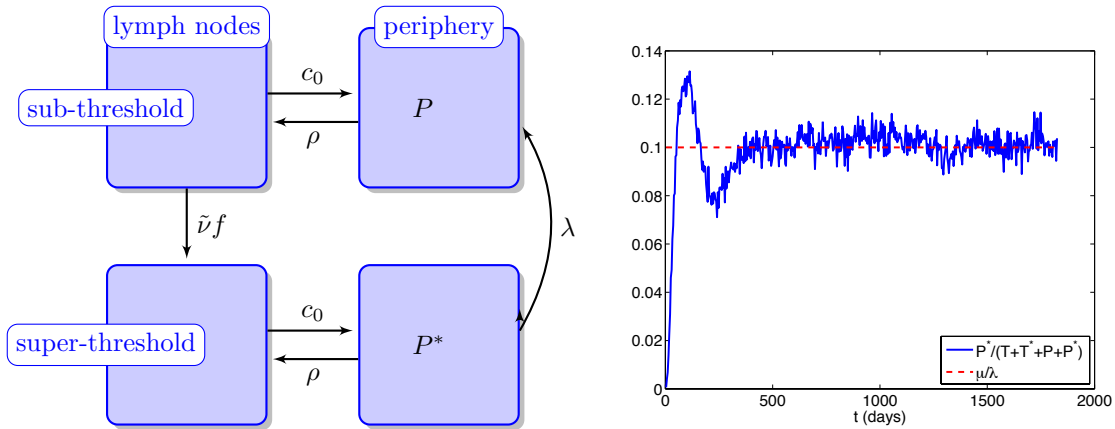 lymph nodes
periphery
sub-threshold
c₀
ρ
P
ν̃f
λ
super-threshold
c₀
ρ
P*
0.14
0.12
0.1
0.08
0.06
0.04
0.02
0
0
500
1000
1500
2000
t (days)
P*/(T+T*+P+P*)
μ/λ